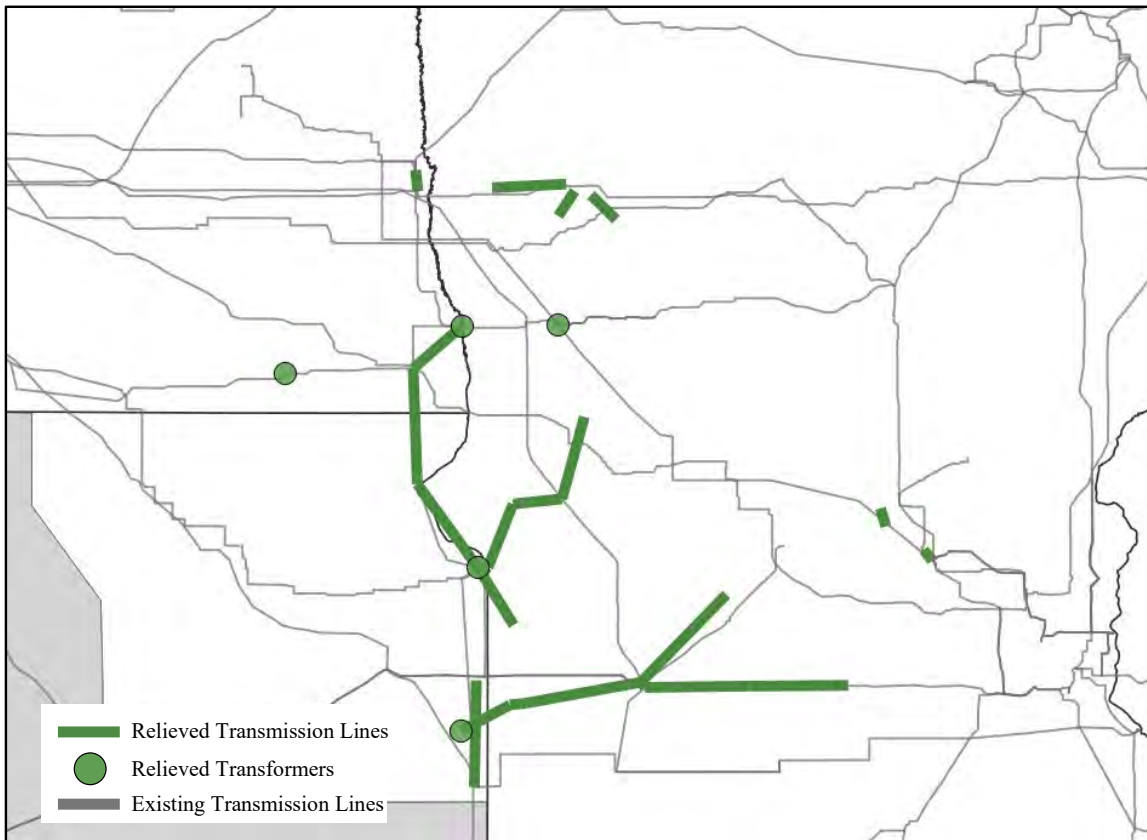 Relieved Transmission Lines
Relieved Transformers
Existing Transmission Lines